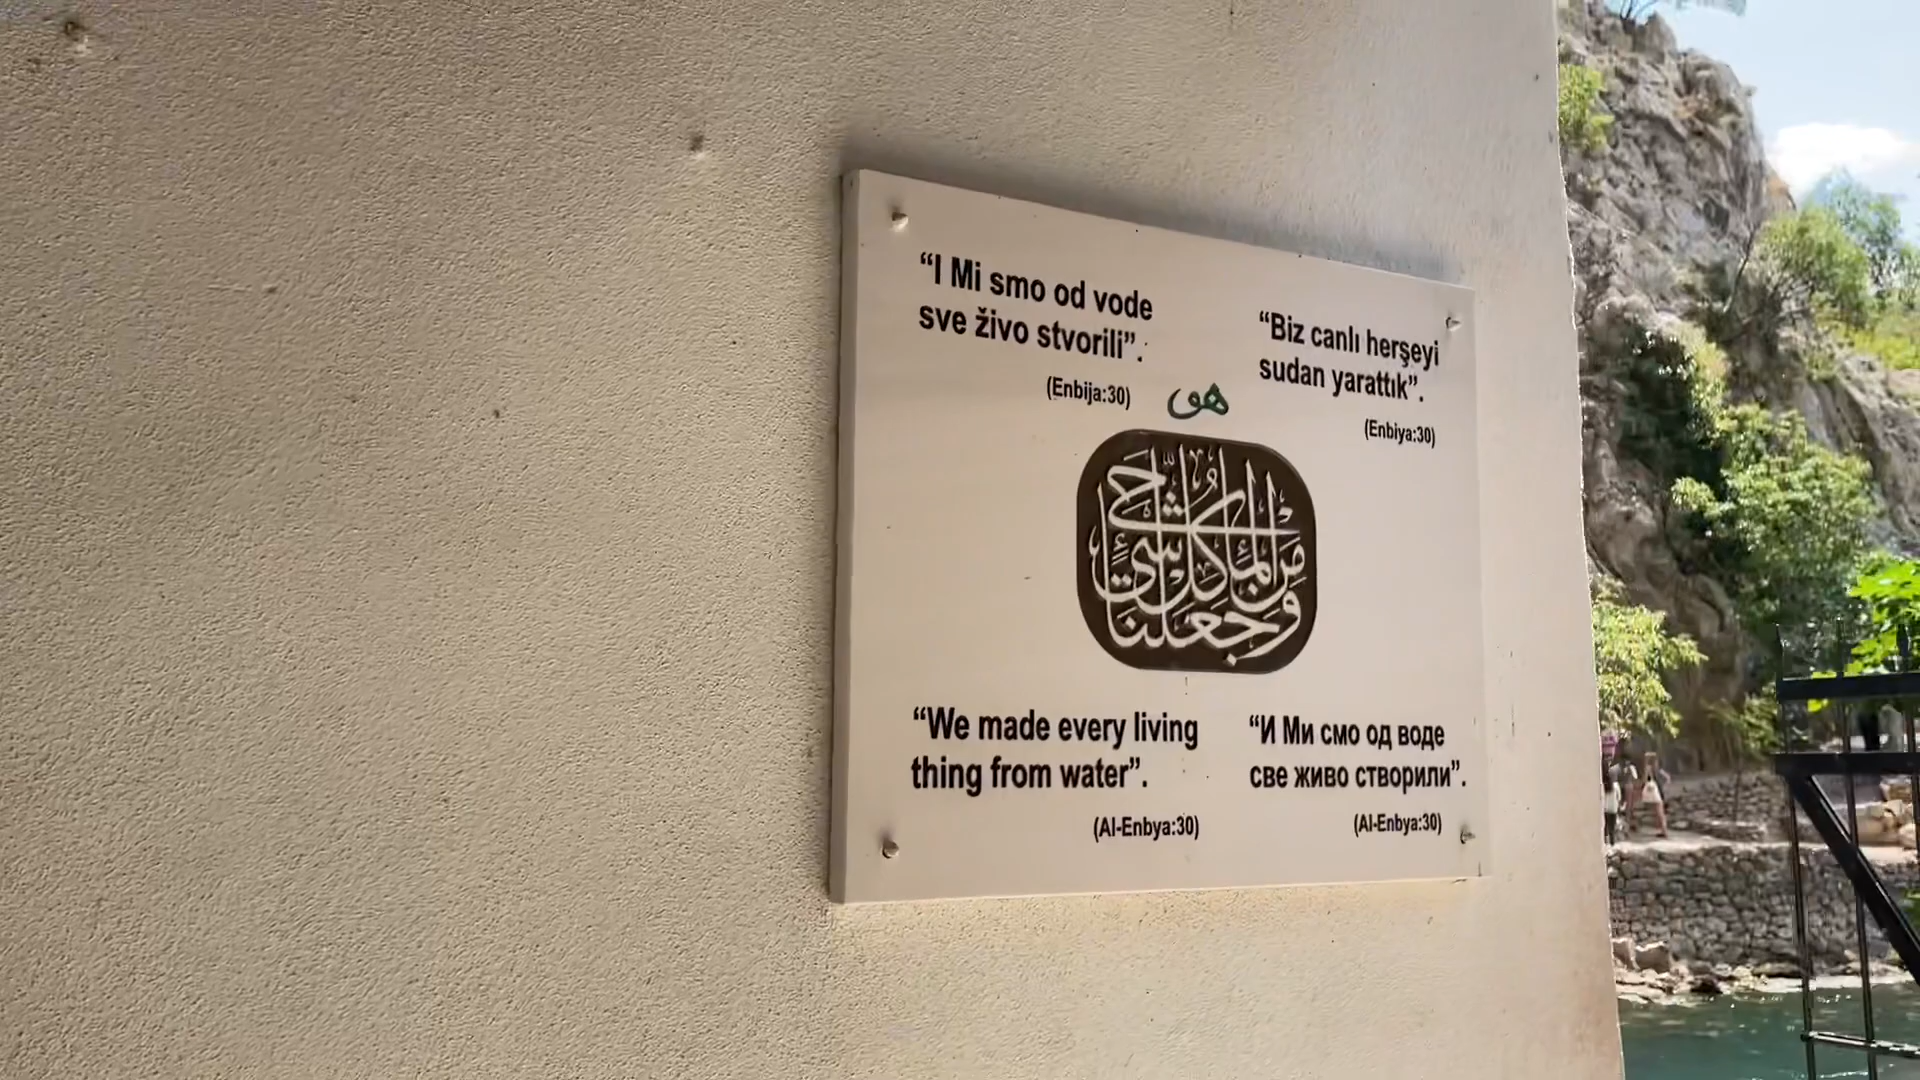 “I Mi smo od vode
sve živo stvorili”.
(Enbija:30)
“Biz canlı herşeyi
sudan yarattık”.
(Enbiya:30)
هو
وجعلنا من الماء كل شيء حي
“We made every living
thing from water”.
(Al-Enbya:30)
“И Ми смо од воде
све живо створили”.
(Al-Enbya:30)